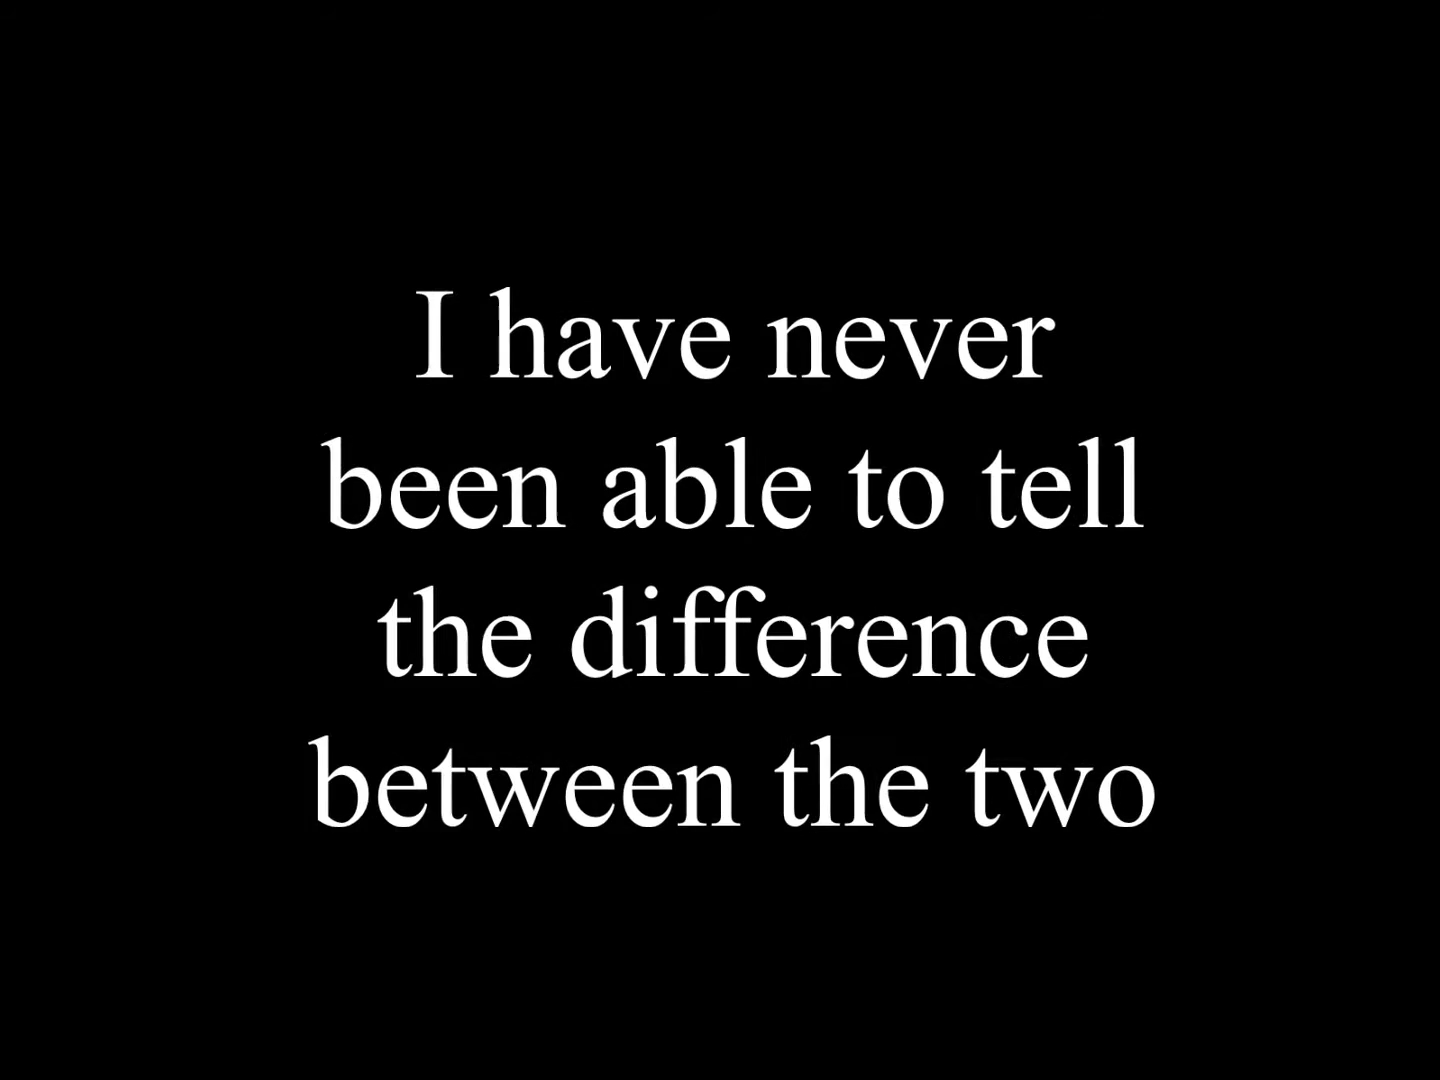 I have never
been able to tell
the difference
between the two